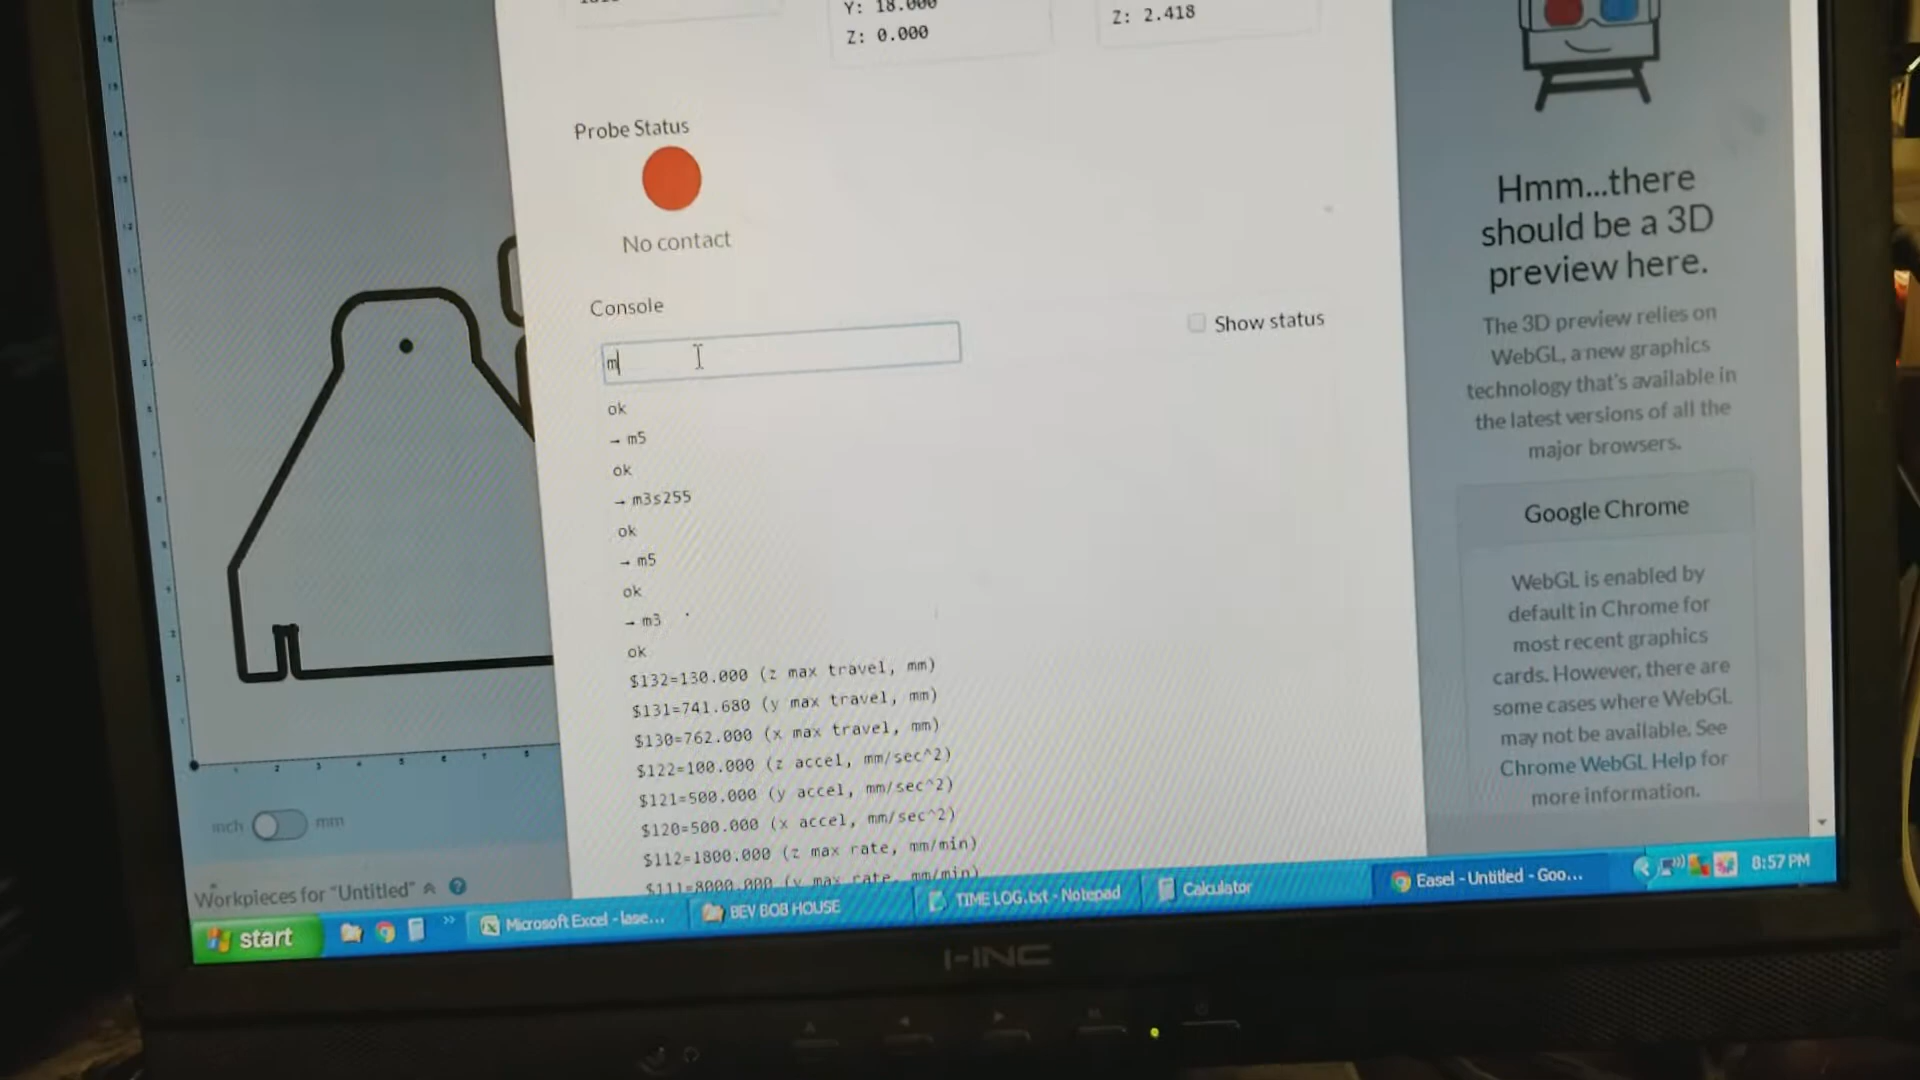 Y: 18.000
Z: 0.000
Z: 2.418
Probe Status
No contact
Console
Show status
m
ok
→ m5
ok
→ m3s255
ok
→ m5
ok
→ m3
ok
$132=130.000 (z max travel, mm)
$131=741.680 (y max travel, mm)
$130=762.000 (x max travel, mm)
$122=100.000 (z accel, mm/sec^2)
$121=500.000 (y accel, mm/sec^2)
$120=500.000 (x accel, mm/sec^2)
$112=1800.000 (z max rate, mm/min)
$111=8000.000 (y max rate, mm/min)
Hmm...there
should be a 3D
preview here.
The 3D preview relies on
WebGL, a new graphics
technology that's available in
the latest versions of all the
major browsers.
Google Chrome
WebGL is enabled by
default in Chrome for
most recent graphics
cards. However, there are
some cases where WebGL
may not be available. See
Chrome WebGL Help for
more information.
inch mm
Workpieces for "Untitled" ?
start
Microsoft Excel - lase...
BEV BOB HOUSE
TIME LOG.txt - Notepad
Calculator
Easel - Untitled - Goo...
8:57 PM
I-INC